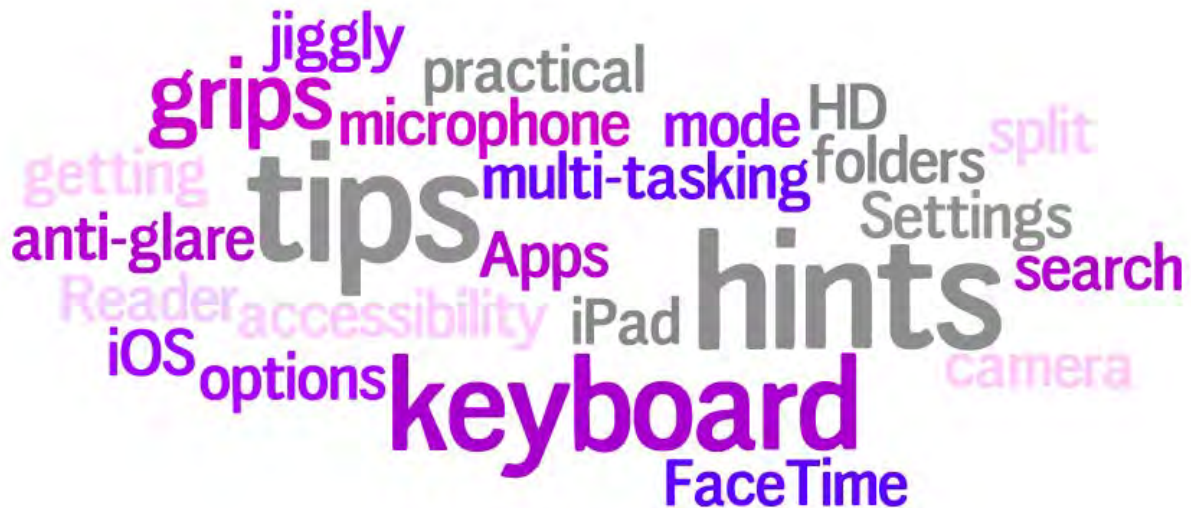 jiggly
practical
grips
microphone
mode
HD
split
getting
tips
multi-tasking
folders
Settings
anti-glare
Apps
hints
search
Reader
accessibility
iPad
iOS
options
keyboard
camera
FaceTime